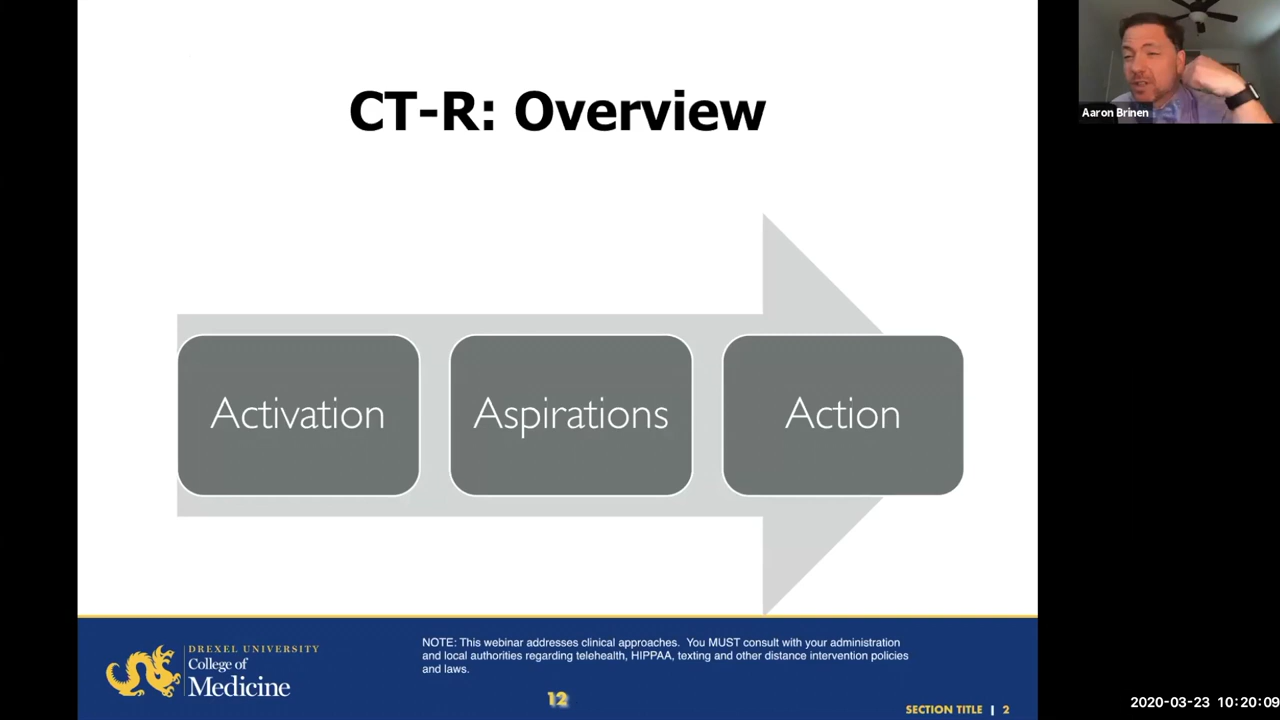 CT-R: Overview
Aaron Brinen
Activation
Aspirations
Action
DREXEL UNIVERSITY
College of
Medicine
NOTE: This webinar addresses clinical approaches. You MUST consult with your administration
and local authorities regarding telehealth, HIPPAA, texting and other distance intervention policies
and laws.
12
SECTION TITLE | 2
2020-03-23 10:20:09